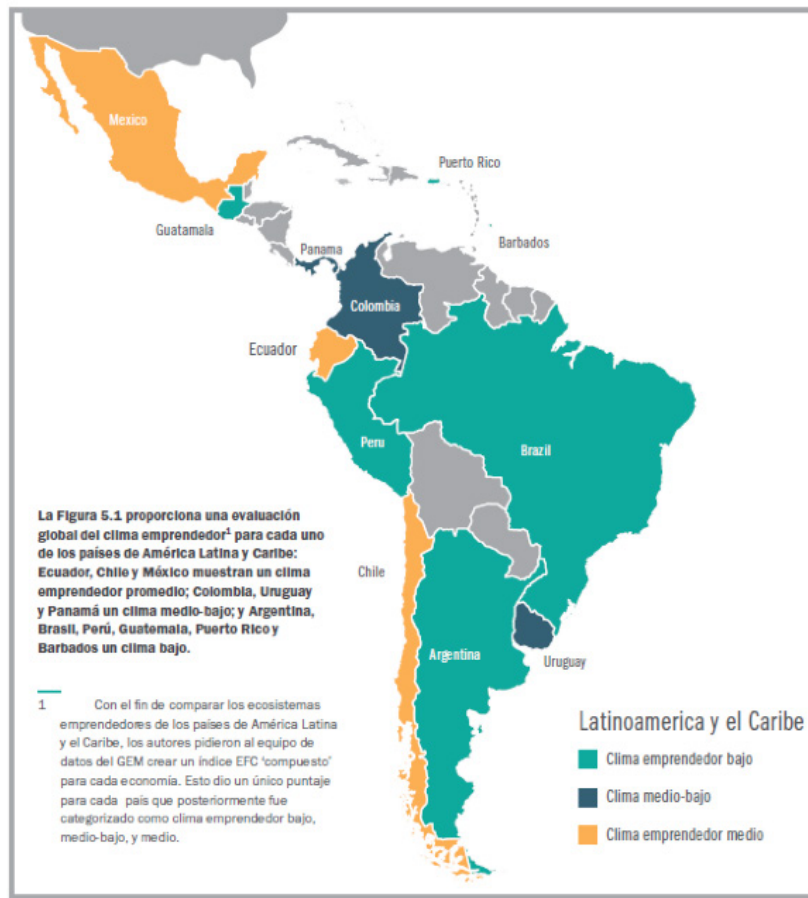 Mexico
Puerto Rico
Guatamala
Barbados
Panama
Colombia
Ecuador
Peru
Brazil
La Figura 5.1 proporciona una evaluación
global del clima emprendedor¹ para cada uno
de los países de América Latina y Caribe:
Ecuador, Chile y México muestran un clima
emprendedor promedio; Colombia, Uruguay
y Panamá un clima medio-bajo; y Argentina,
Brasil, Perú, Guatemala, Puerto Rico y
Barbados un clima bajo.
Chile
Argentina
Uruguay
1 Con el fin de comparar los ecosistemas
emprendedores de los países de América Latina
y el Caribe, los autores pidieron al equipo de
datos del GEM crear un índice EFC ‘compuesto’
para cada economía. Esto dio un único puntaje
para cada país que posteriormente fue
categorizado como clima emprendedor bajo,
medio-bajo, y medio.
Latinoamerica y el Caribe
Clima emprendedor bajo
Clima medio-bajo
Clima emprendedor medio